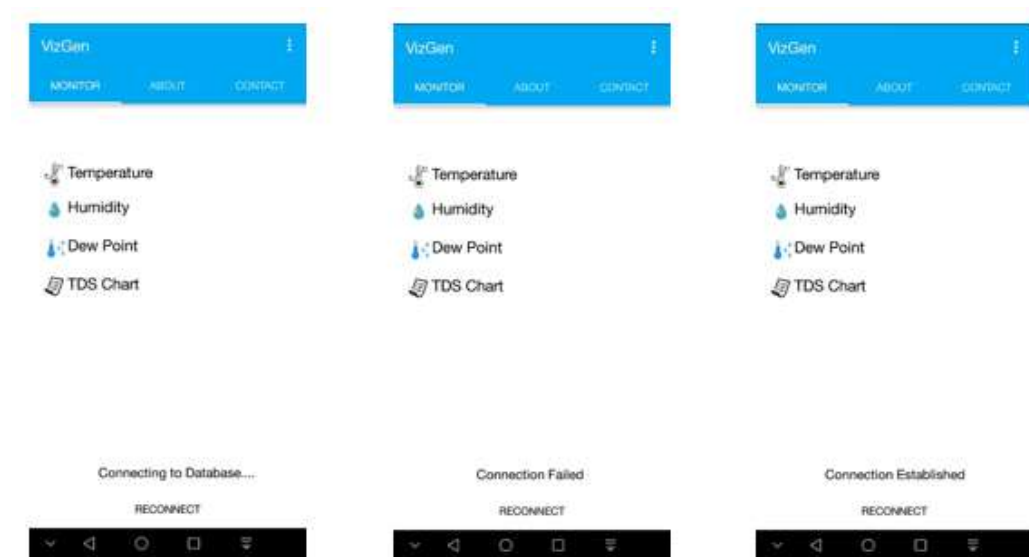 VizGen
MONITOR ABOUT CONTACT
Temperature
Humidity
Dew Point
TDS Chart
Connecting to Database....
RECONNECT
VizGen
MONITOR ABOUT CONTACT
Temperature
Humidity
Dew Point
TDS Chart
Connection Failed
RECONNECT
VizGen
MONITOR ABOUT CONTACT
Temperature
Humidity
Dew Point
TDS Chart
Connection Established
RECONNECT